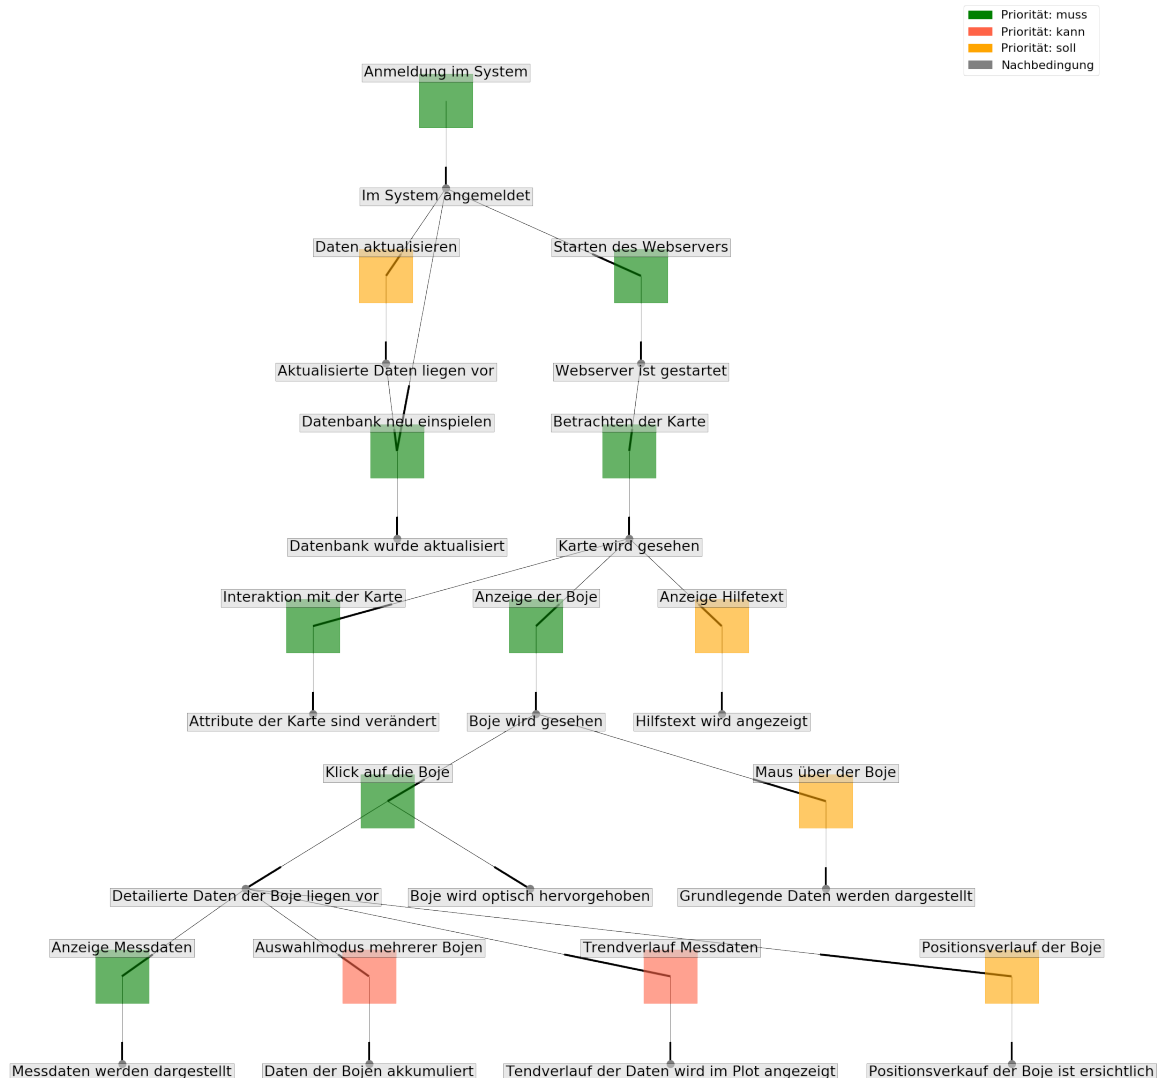 Priorität: muss
Priorität: kann
Priorität: soll
Nachbedingung
Anmeldung im System
Im System angemeldet
Daten aktualisieren
Starten des Webservers
Aktualisierte Daten liegen vor
Webserver ist gestartet
Datenbank neu einspielen
Betrachten der Karte
Datenbank wurde aktualisiert
Karte wird gesehen
Interaktion mit der Karte
Anzeige der Boje
Anzeige Hilfetext
Attribute der Karte sind verändert
Boje wird gesehen
Hilfstext wird angezeigt
Klick auf die Boje
Maus über der Boje
Detailierte Daten der Boje liegen vor
Boje wird optisch hervorgehoben
Grundlegende Daten werden dargestellt
Anzeige Messdaten
Auswahlmodus mehrerer Bojen
Trendverlauf Messdaten
Positionsverlauf der Boje
Messdaten werden dargestellt
Daten der Bojen akkumuliert
Tendverlauf der Daten wird im Plot angezeigt
Positionsverkauf der Boje ist ersichtlich